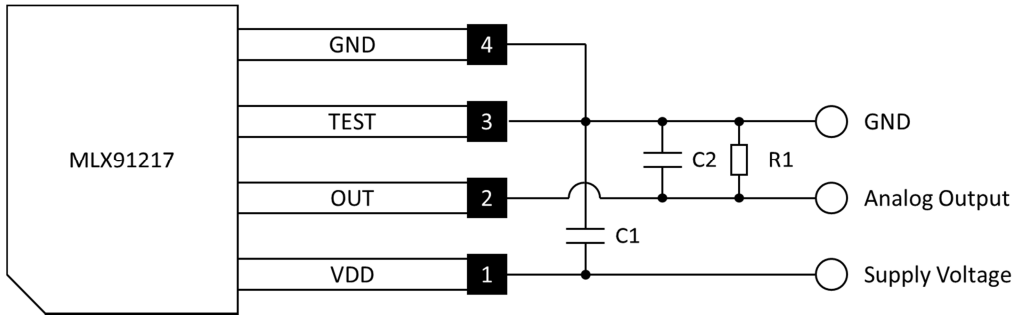 GND 4
TEST 3 GND
MLX91217 C2 R1
OUT 2 Analog Output
C1
VDD 1 Supply Voltage